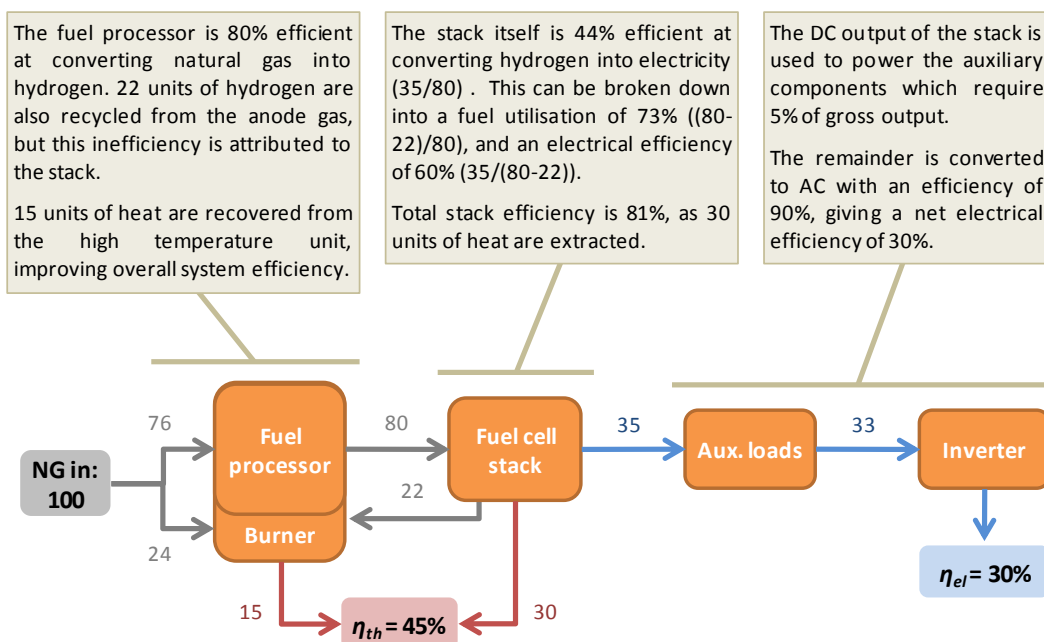 The fuel processor is 80% efficient
at converting natural gas into
hydrogen. 22 units of hydrogen are
also recycled from the anode gas,
but this inefficiency is attributed to
the stack.
15 units of heat are recovered from
the high temperature unit,
improving overall system efficiency.
The stack itself is 44% efficient at
converting hydrogen into electricity
(35/80) . This can be broken down
into a fuel utilisation of 73% ((80-
22)/80), and an electrical efficiency
of 60% (35/(80-22)).
Total stack efficiency is 81%, as 30
units of heat are extracted.
The DC output of the stack is
used to power the auxiliary
components which require
5% of gross output.
The remainder is converted
to AC with an efficiency of
90%, giving a net electrical
efficiency of 30%.
NG in:
100
76
24
Fuel
processor
Burner
80
22
Fuel cell
stack
35
Aux. loads
33
Inverter
15
30
η_th = 45%
η_el = 30%